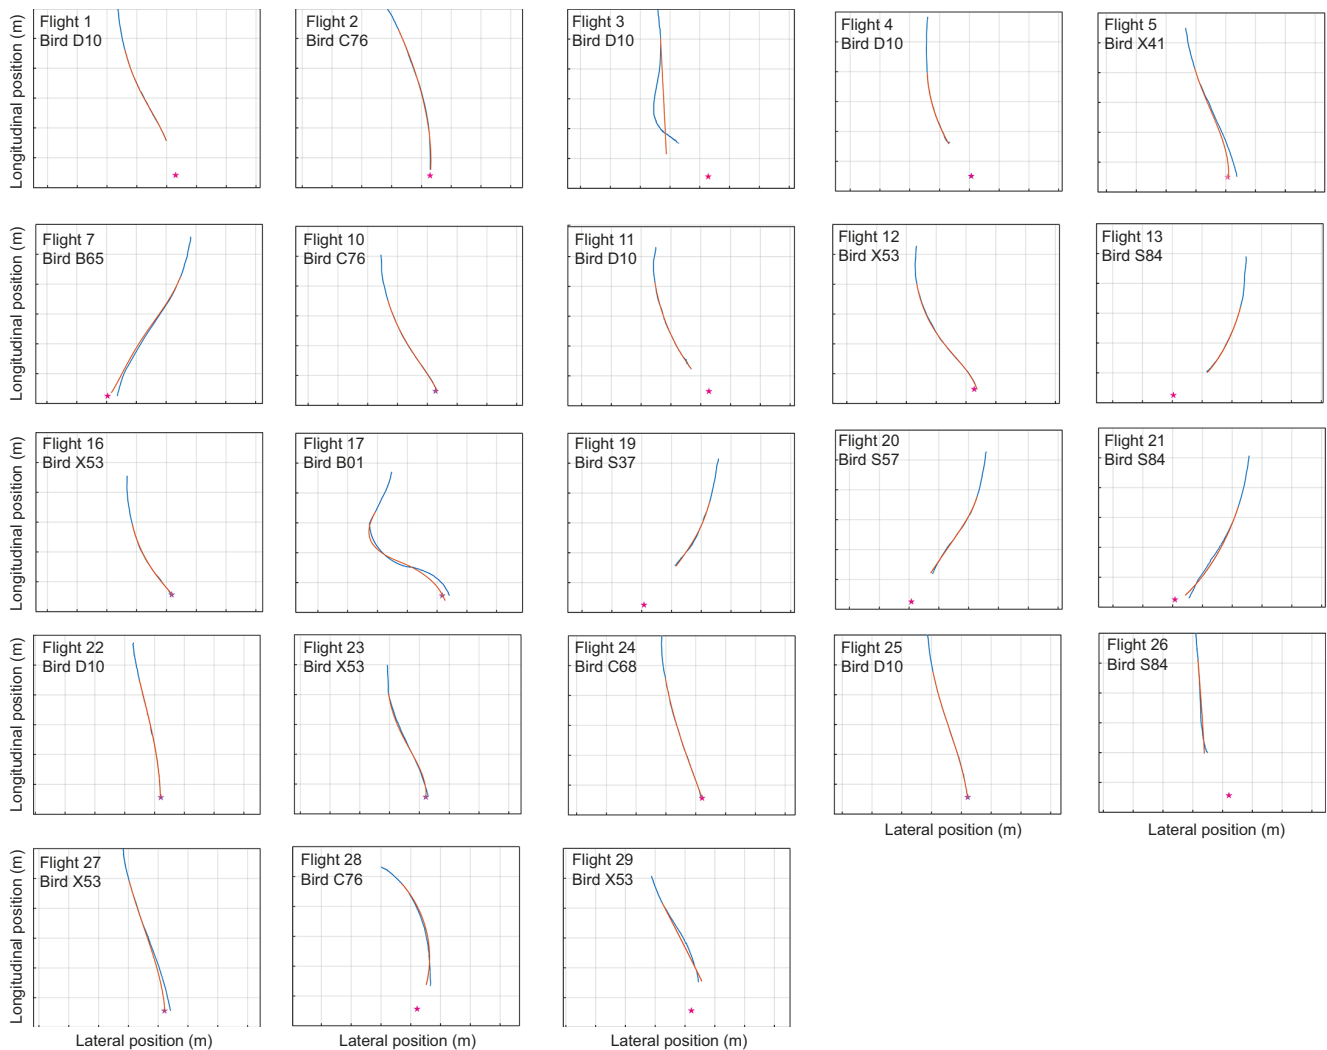 Longitudinal position (m)
Flight 1
Bird D10
Flight 2
Bird C76
Flight 3
Bird D10
Flight 4
Bird D10
Flight 5
Bird X41
Longitudinal position (m)
Flight 7
Bird B65
Flight 10
Bird C76
Flight 11
Bird D10
Flight 12
Bird X53
Flight 13
Bird S84
Longitudinal position (m)
Flight 16
Bird X53
Flight 17
Bird B01
Flight 19
Bird S37
Flight 20
Bird S57
Flight 21
Bird S84
Longitudinal position (m)
Flight 22
Bird D10
Flight 23
Bird X53
Flight 24
Bird C68
Flight 25
Bird D10
Flight 26
Bird S84
Lateral position (m)
Lateral position (m)
Longitudinal position (m)
Flight 27
Bird X53
Flight 28
Bird C76
Flight 29
Bird X53
Lateral position (m)
Lateral position (m)
Lateral position (m)